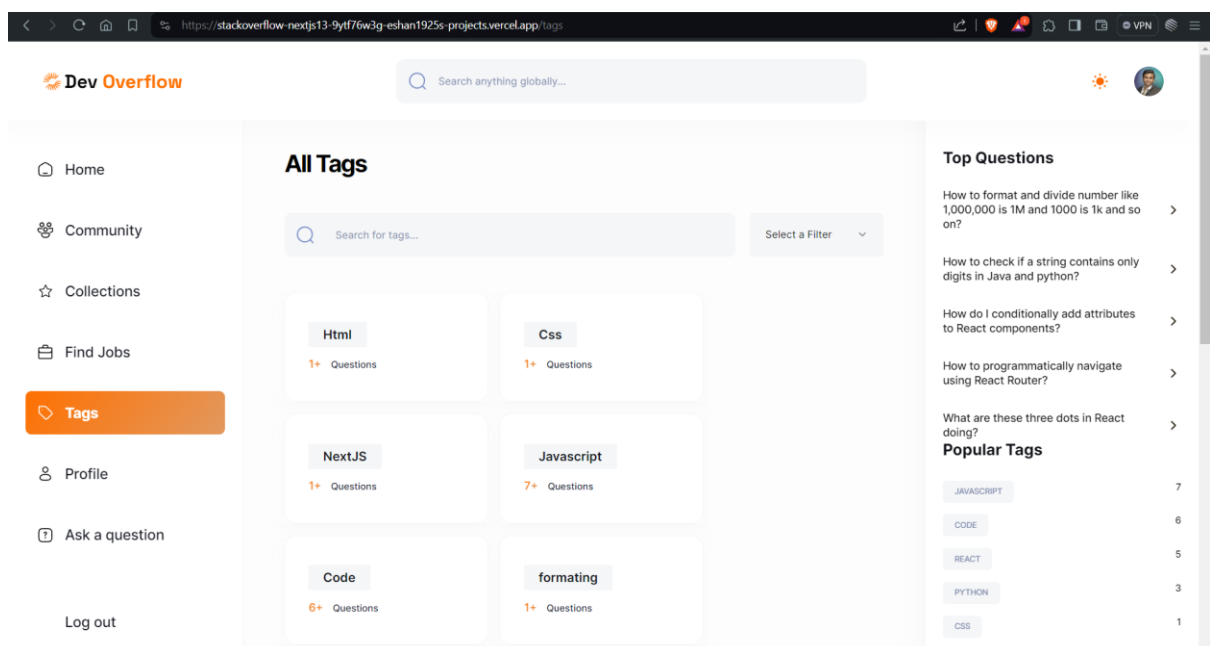 https://stackoverflow-nextjs13-9ytf76w3g-eshan1925s-projects.vercel.app/tags
VPN
Dev Overflow
Search anything globally...
Home
Community
Collections
Find Jobs
Tags
Profile
Ask a question
Log out
All Tags
Search for tags...
Select a Filter
Html
1+ Questions
Css
1+ Questions
NextJS
1+ Questions
Javascript
7+ Questions
Code
6+ Questions
formating
1+ Questions
Top Questions
How to format and divide number like
1,000,000 is 1M and 1000 is 1k and so
on?
How to check if a string contains only
digits in Java and python?
How do I conditionally add attributes
to React components?
How to programmatically navigate
using React Router?
What are these three dots in React
doing?
Popular Tags
JAVASCRIPT 7
CODE 6
REACT 5
PYTHON 3
CSS 1